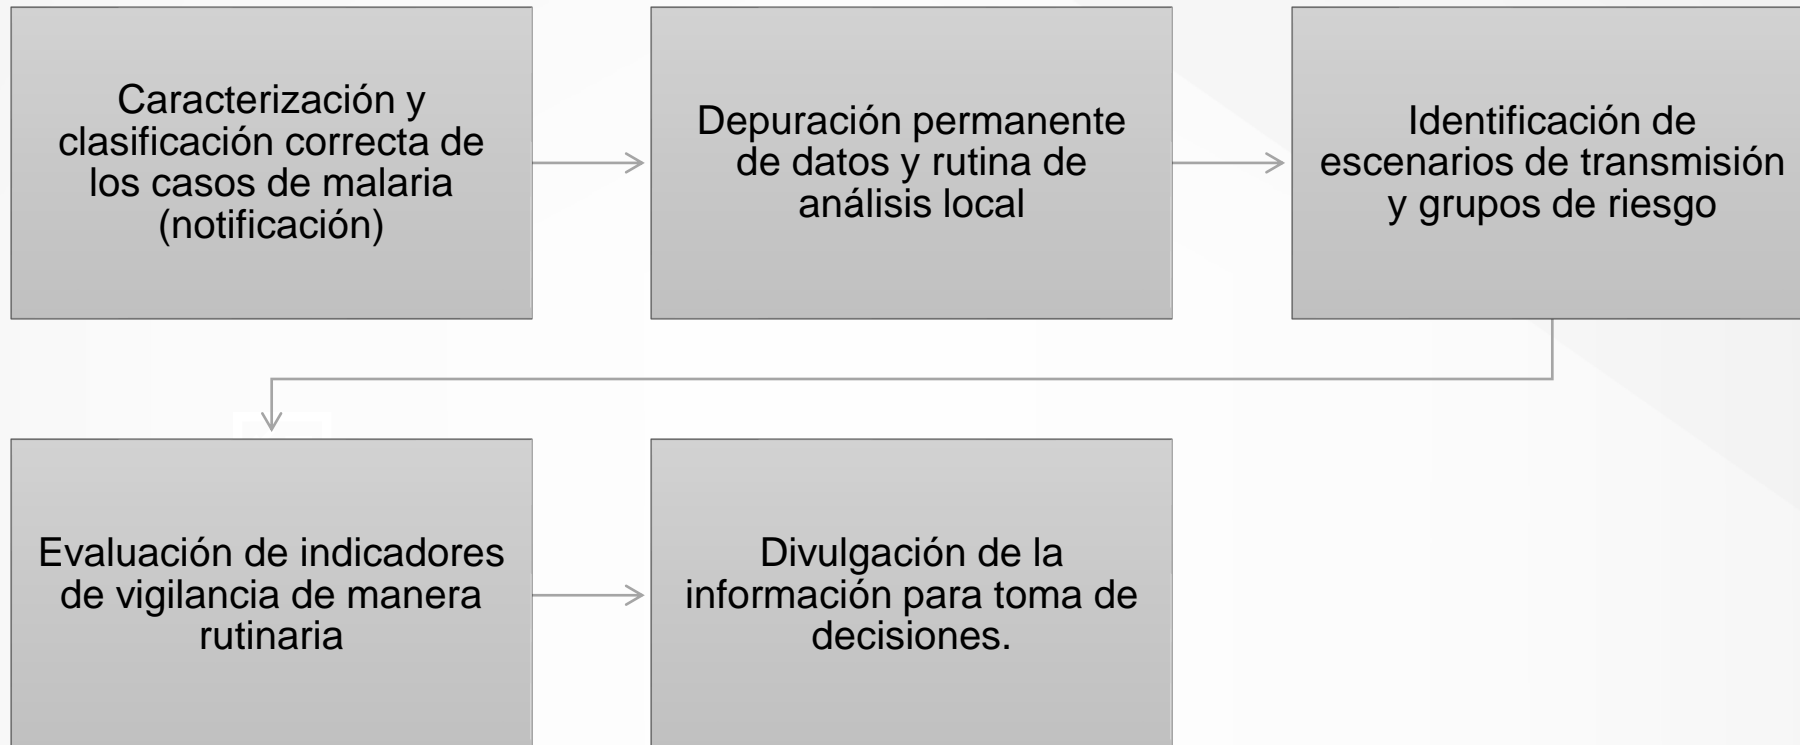 Caracterización y
clasificación correcta de
los casos de malaria
(notificación)
Depuración permanente
de datos y rutina de
análisis local
Identificación de
escenarios de transmisión
y grupos de riesgo
Evaluación de indicadores
de vigilancia de manera
rutinaria
Divulgación de la
información para toma de
decisiones.